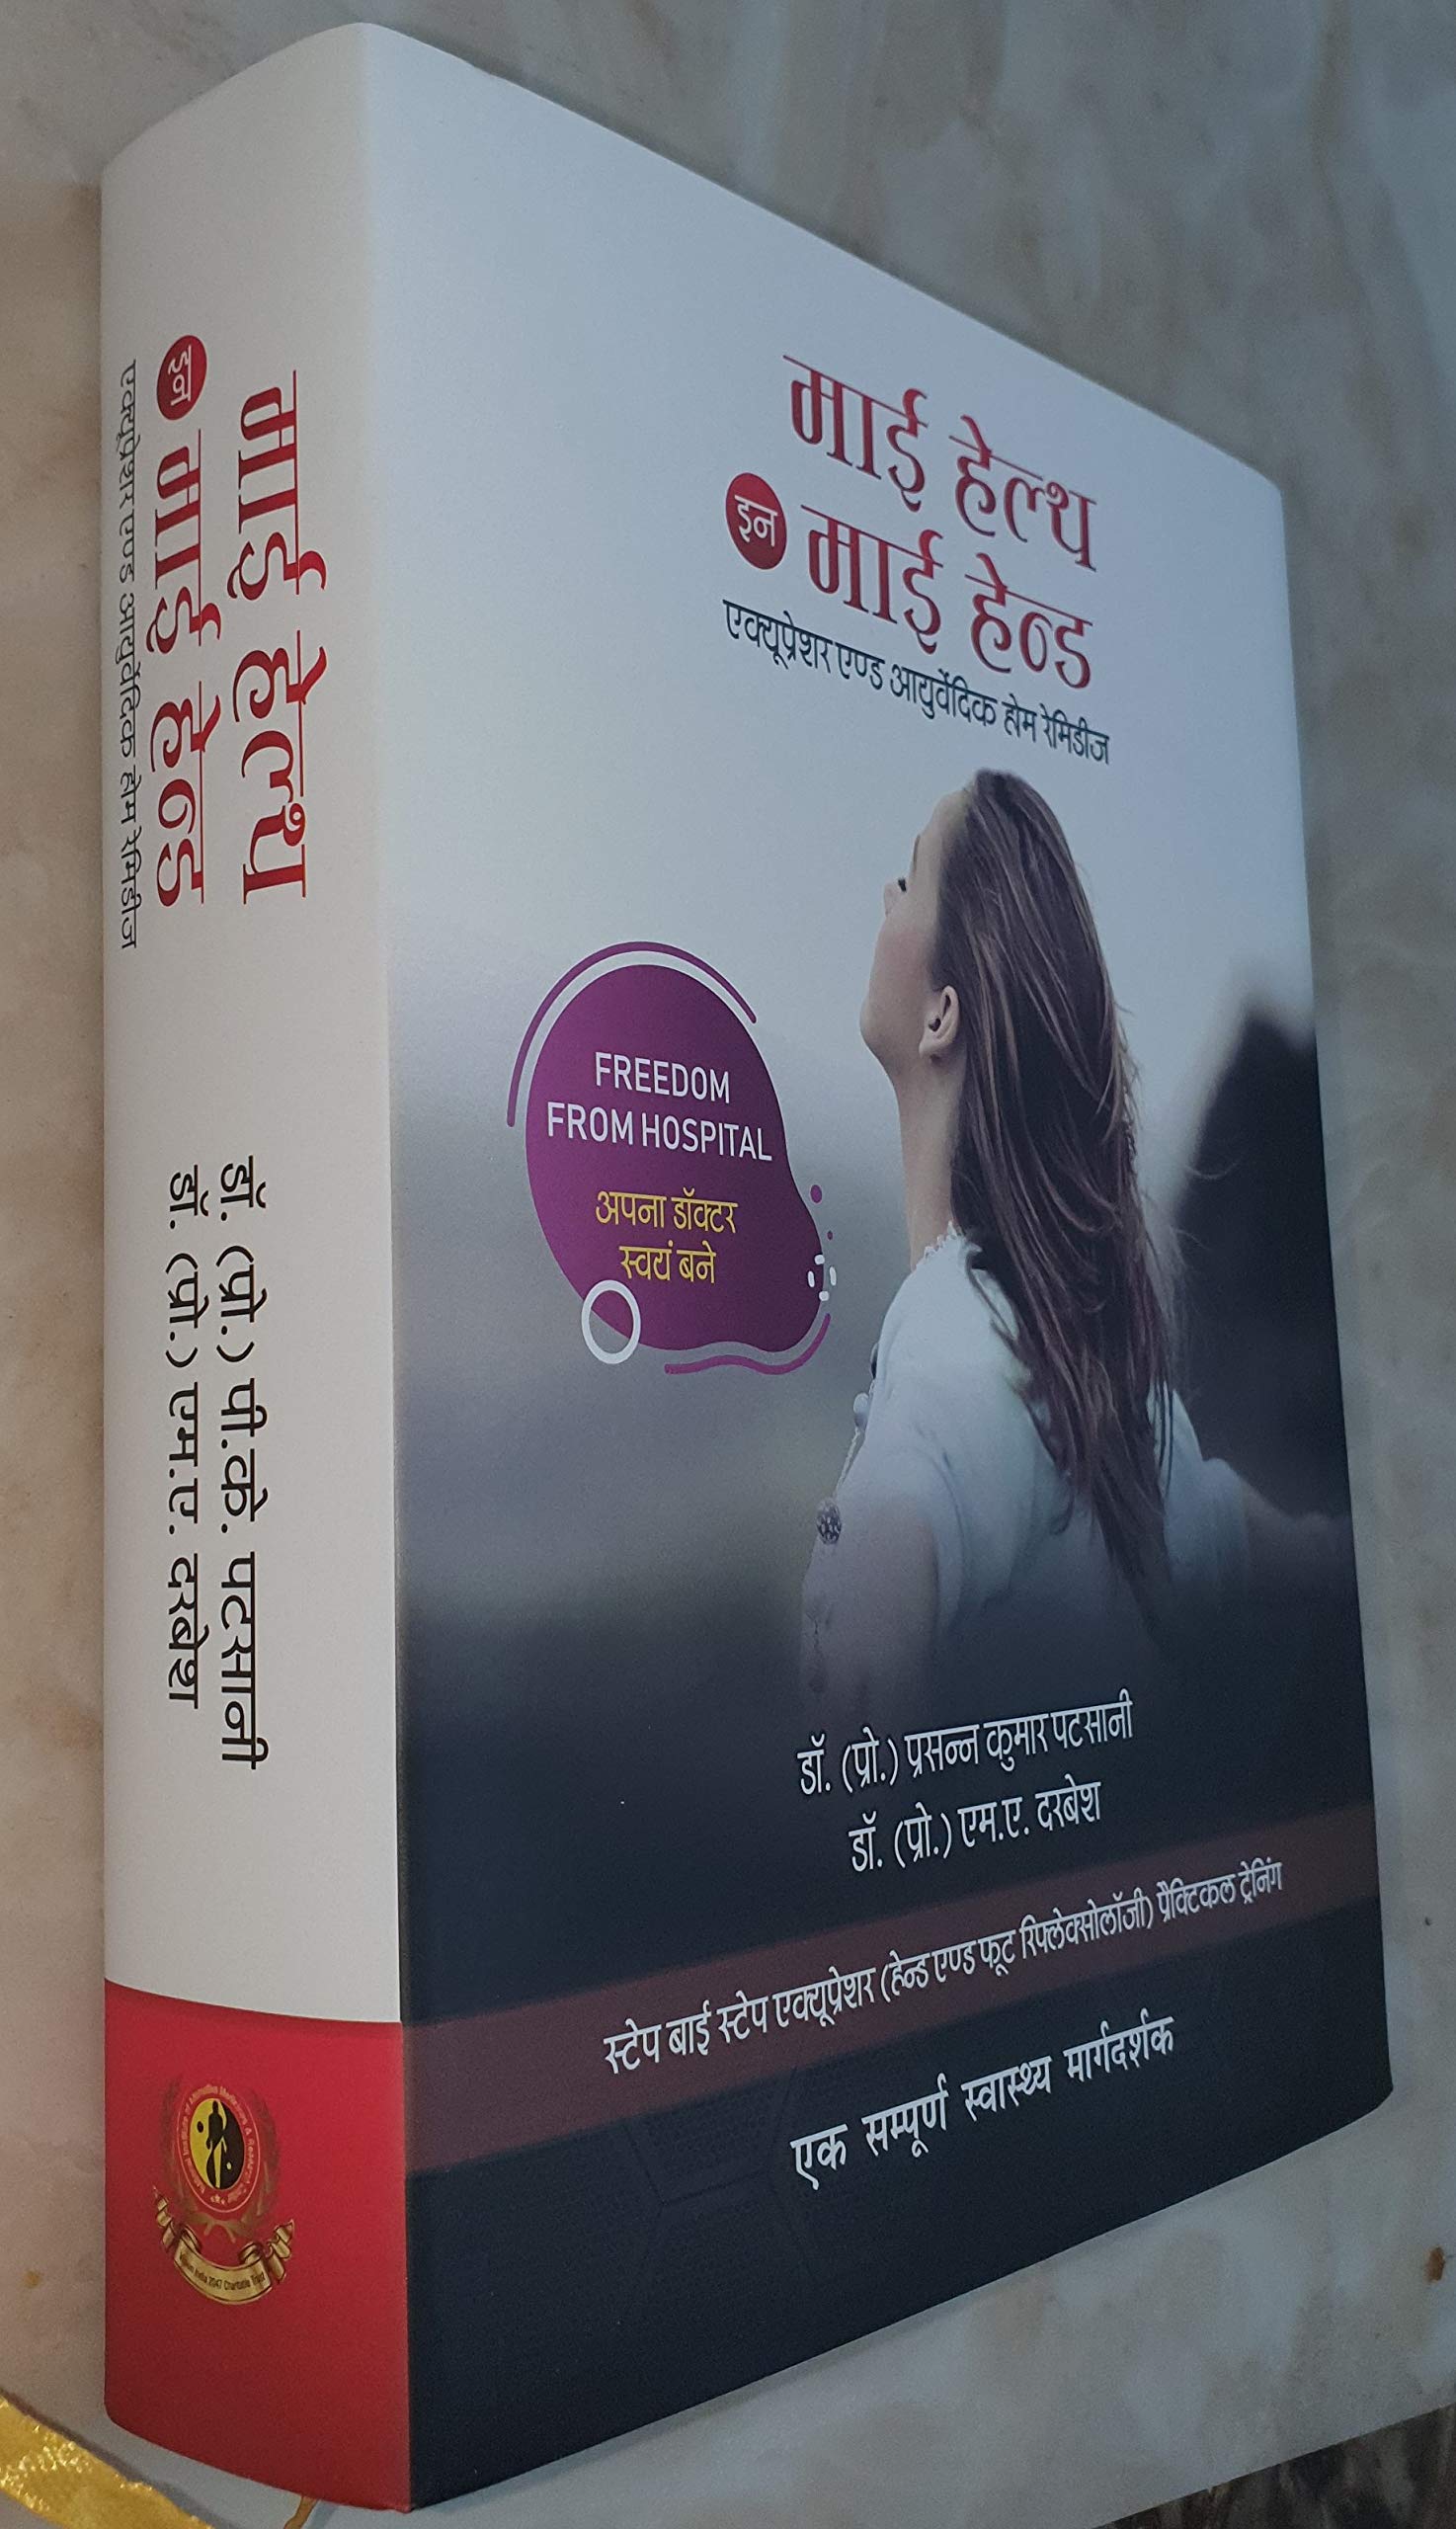 माई हेल्थ
इन माई हेन्ड
एक्यूप्रेशर एण्ड आयुर्वेदिक होम रेमिडीज
डॉ. (प्रो.) पी.के. पटसानी
डॉ. (प्रो.) एम.ए. दरबेश
माई हेल्थ
इन माई हेन्ड
एक्यूप्रेशर एण्ड आयुर्वेदिक होम रेमिडीज
FREEDOM
FROM HOSPITAL
अपना डॉक्टर
स्वयं बने
डॉ. (प्रो.) प्रसन्न कुमार पटसानी
डॉ. (प्रो.) एम.ए. दरबेश
स्टेप बाई स्टेप एक्यूप्रेशर (हेन्ड एण्ड फूट रिफ्लेक्सोलॉजी) प्रैक्टिकल ट्रेनिंग
एक सम्पूर्ण स्वास्थ्य मार्गदर्शक